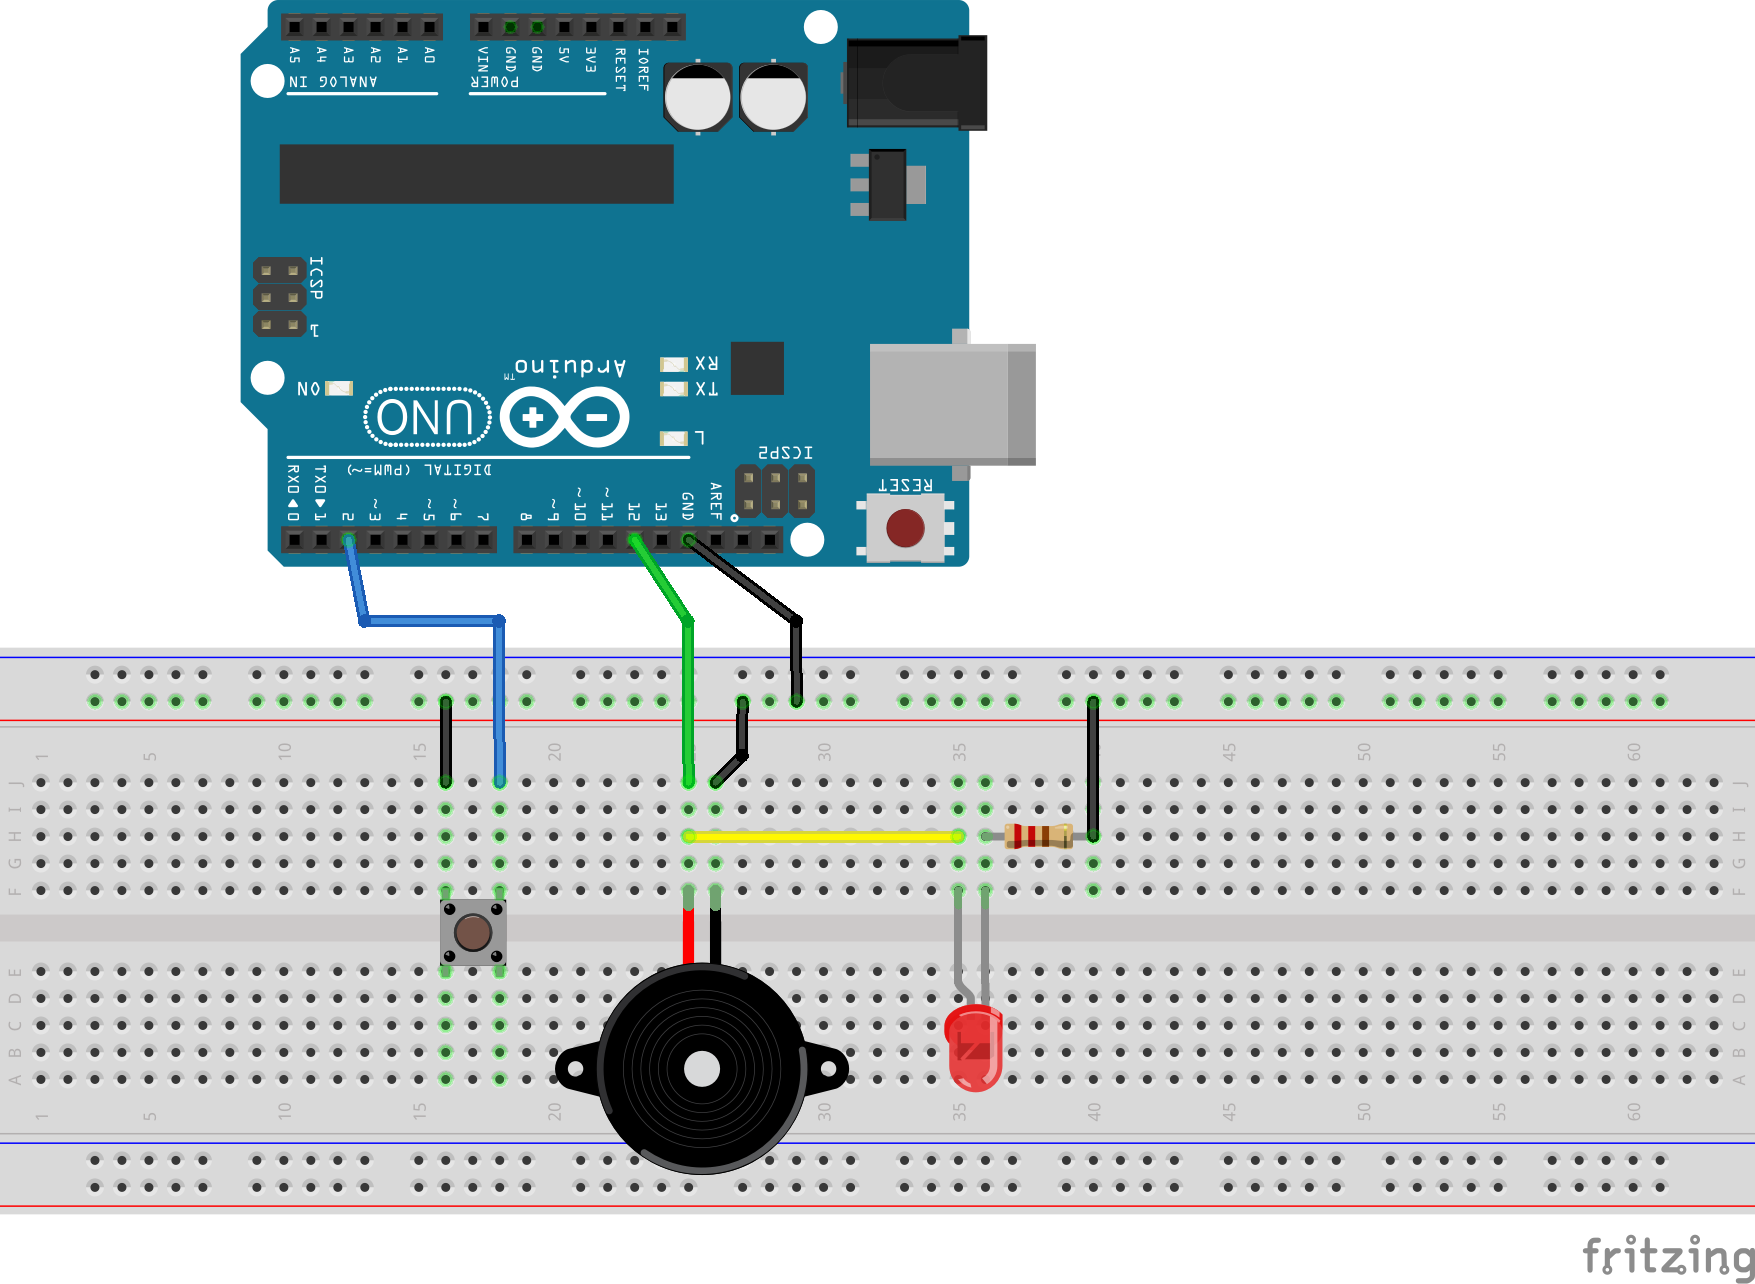 A5 A4 A3 A2 A1 A0
VIN GND GND 5V 3V3 RESET IOREF
ANALOG IN
POWER
ICSP
1
Arduino
TM
RX
ON
TX
UNO
L
ICSP2
DIGITAL (PWM=~)
RESET
RX0 TX0
0 1 2 ~3 4 ~5 ~6 7 8 ~9 ~10 ~11 12 13 GND AREF
1 5 10 15 20 30 35 45 50 55 60
J J
I I
H H
G G
F F
E E
D D
C C
B B
A A
1 5 10 15 20 30 35 40 45 50 55 60
fritzing